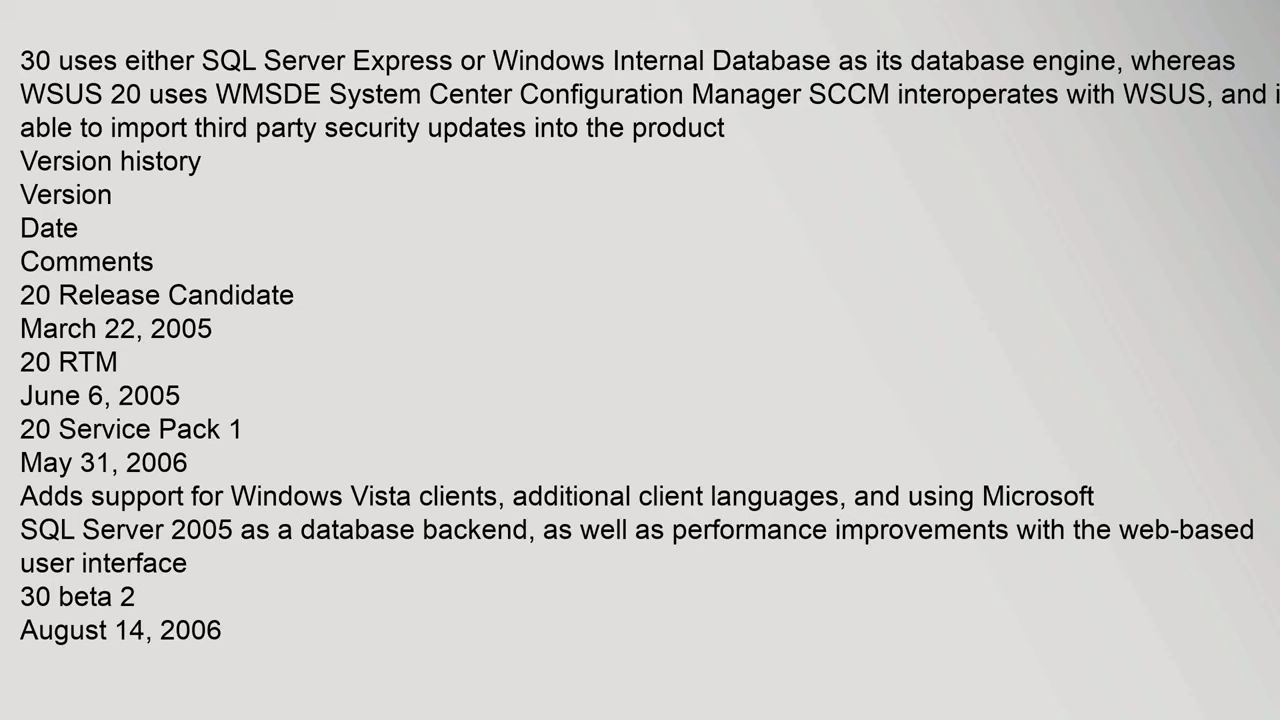 30 uses either SQL Server Express or Windows Internal Database as its database engine, whereas
WSUS 20 uses WMSDE System Center Configuration Manager SCCM interoperates with WSUS, and
able to import third party security updates into the product
Version history
Version
Date
Comments
20 Release Candidate
March 22, 2005
20 RTM
June 6, 2005
20 Service Pack 1
May 31, 2006
Adds support for Windows Vista clients, additional client languages, and using Microsoft
SQL Server 2005 as a database backend, as well as performance improvements with the web-based
user interface
30 beta 2
August 14, 2006